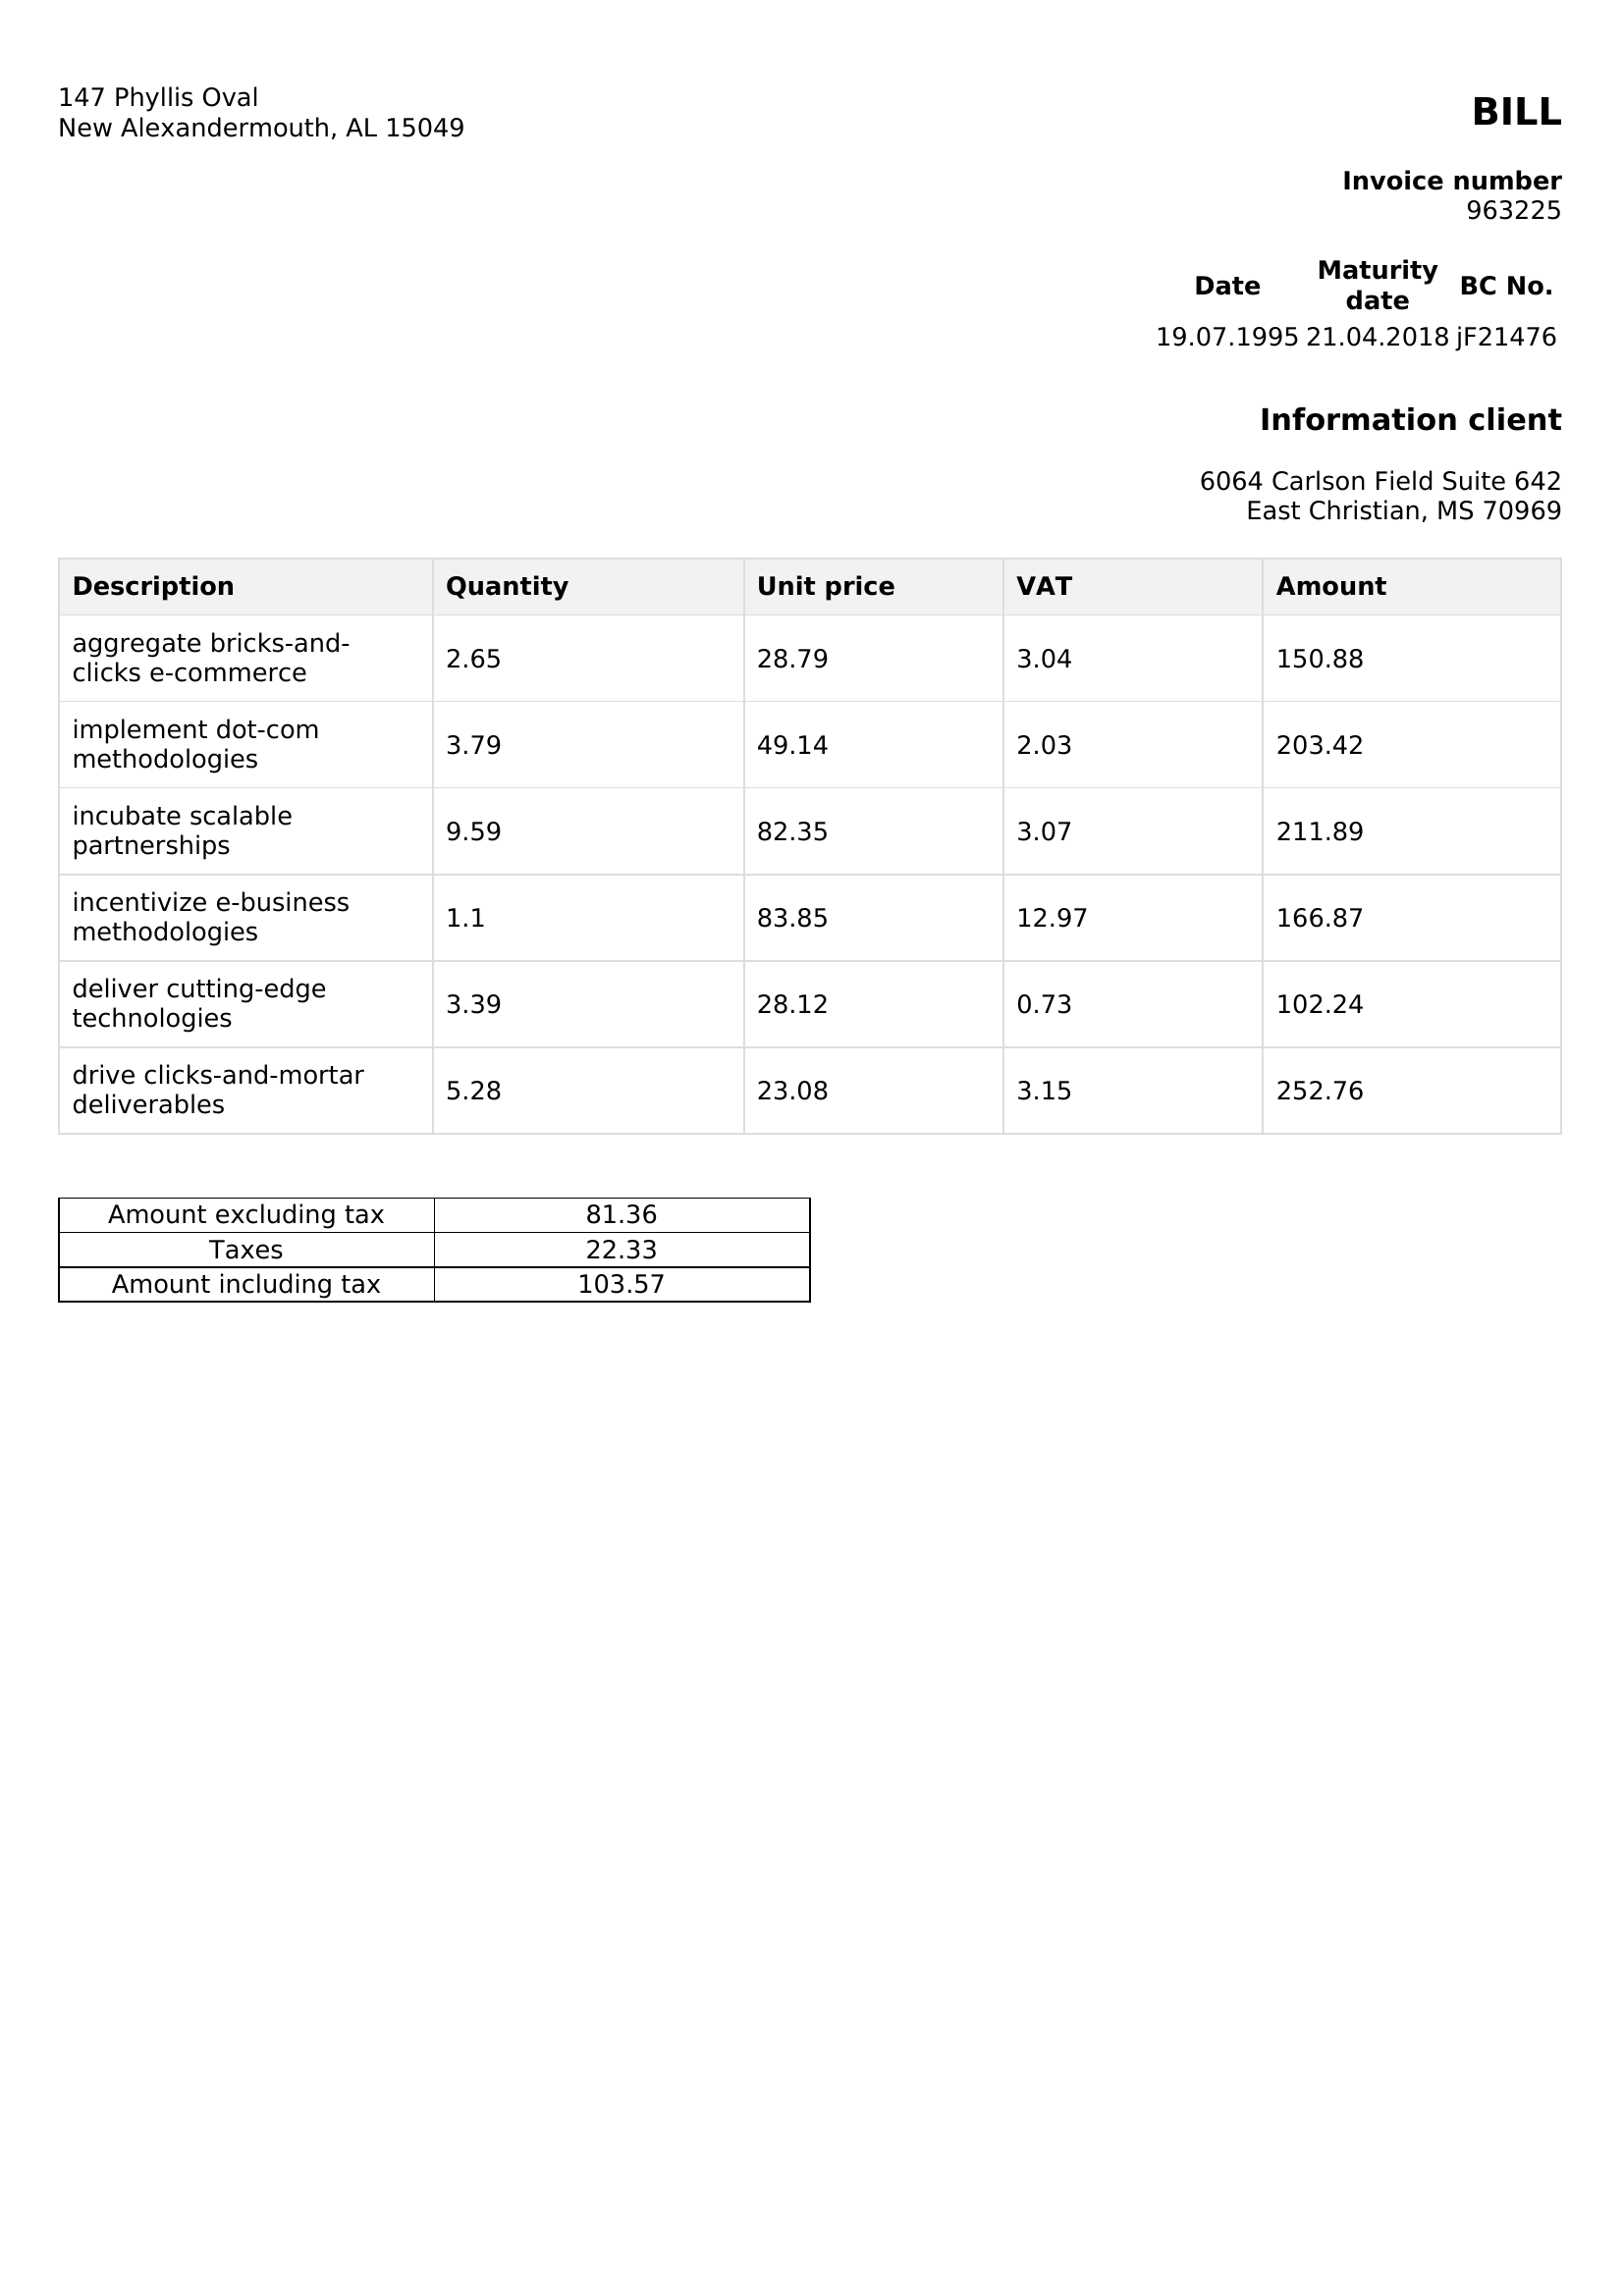 147 Phyllis Oval
New Alexandermouth, AL 15049
BILL
Invoice number
963225
Date Maturity date BC No.
19.07.1995 21.04.2018 jF21476
Information client
6064 Carlson Field Suite 642
East Christian, MS 70969
Description Quantity Unit price VAT Amount
aggregate bricks-and-
clicks e-commerce 2.65 28.79 3.04 150.88
implement dot-com
methodologies 3.79 49.14 2.03 203.42
incubate scalable
partnerships 9.59 82.35 3.07 211.89
incentivize e-business
methodologies 1.1 83.85 12.97 166.87
deliver cutting-edge
technologies 3.39 28.12 0.73 102.24
drive clicks-and-mortar
deliverables 5.28 23.08 3.15 252.76
Amount excluding tax 81.36
Taxes 22.33
Amount including tax 103.57